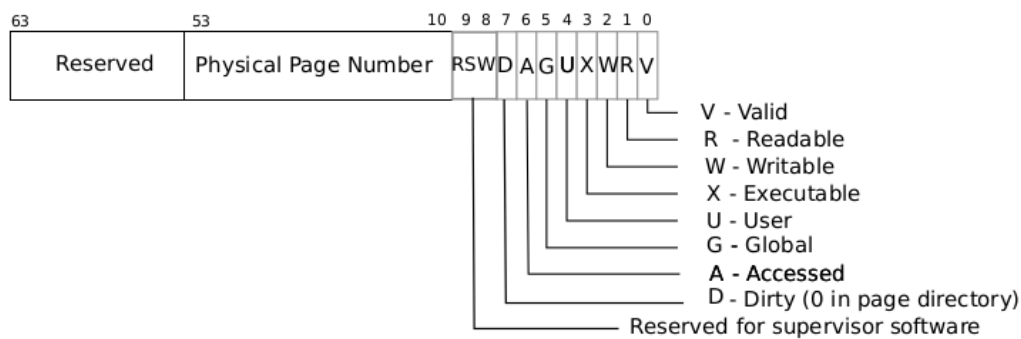 63 53 10 9 8 7 6 5 4 3 2 1 0
Reserved Physical Page Number RSW D A G U X W R V
V - Valid
R - Readable
W - Writable
X - Executable
U - User
G - Global
A - Accessed
D - Dirty (0 in page directory)
Reserved for supervisor software